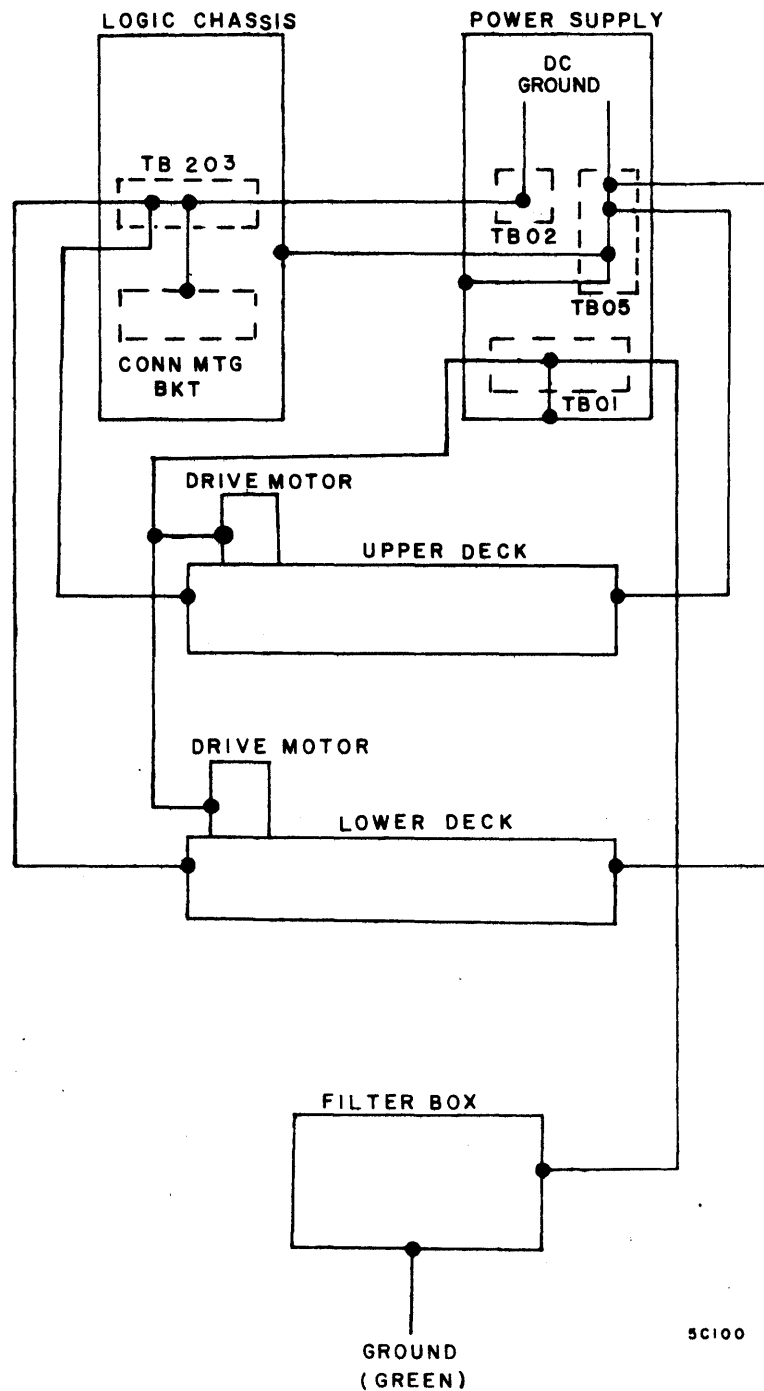 LOGIC CHASSIS
POWER SUPPLY
DC
GROUND
TB 203
TB02
TB05
CONN MTG
BKT
TB01
DRIVE MOTOR
UPPER DECK
DRIVE MOTOR
LOWER DECK
FILTER BOX
5C100
GROUND
(GREEN)